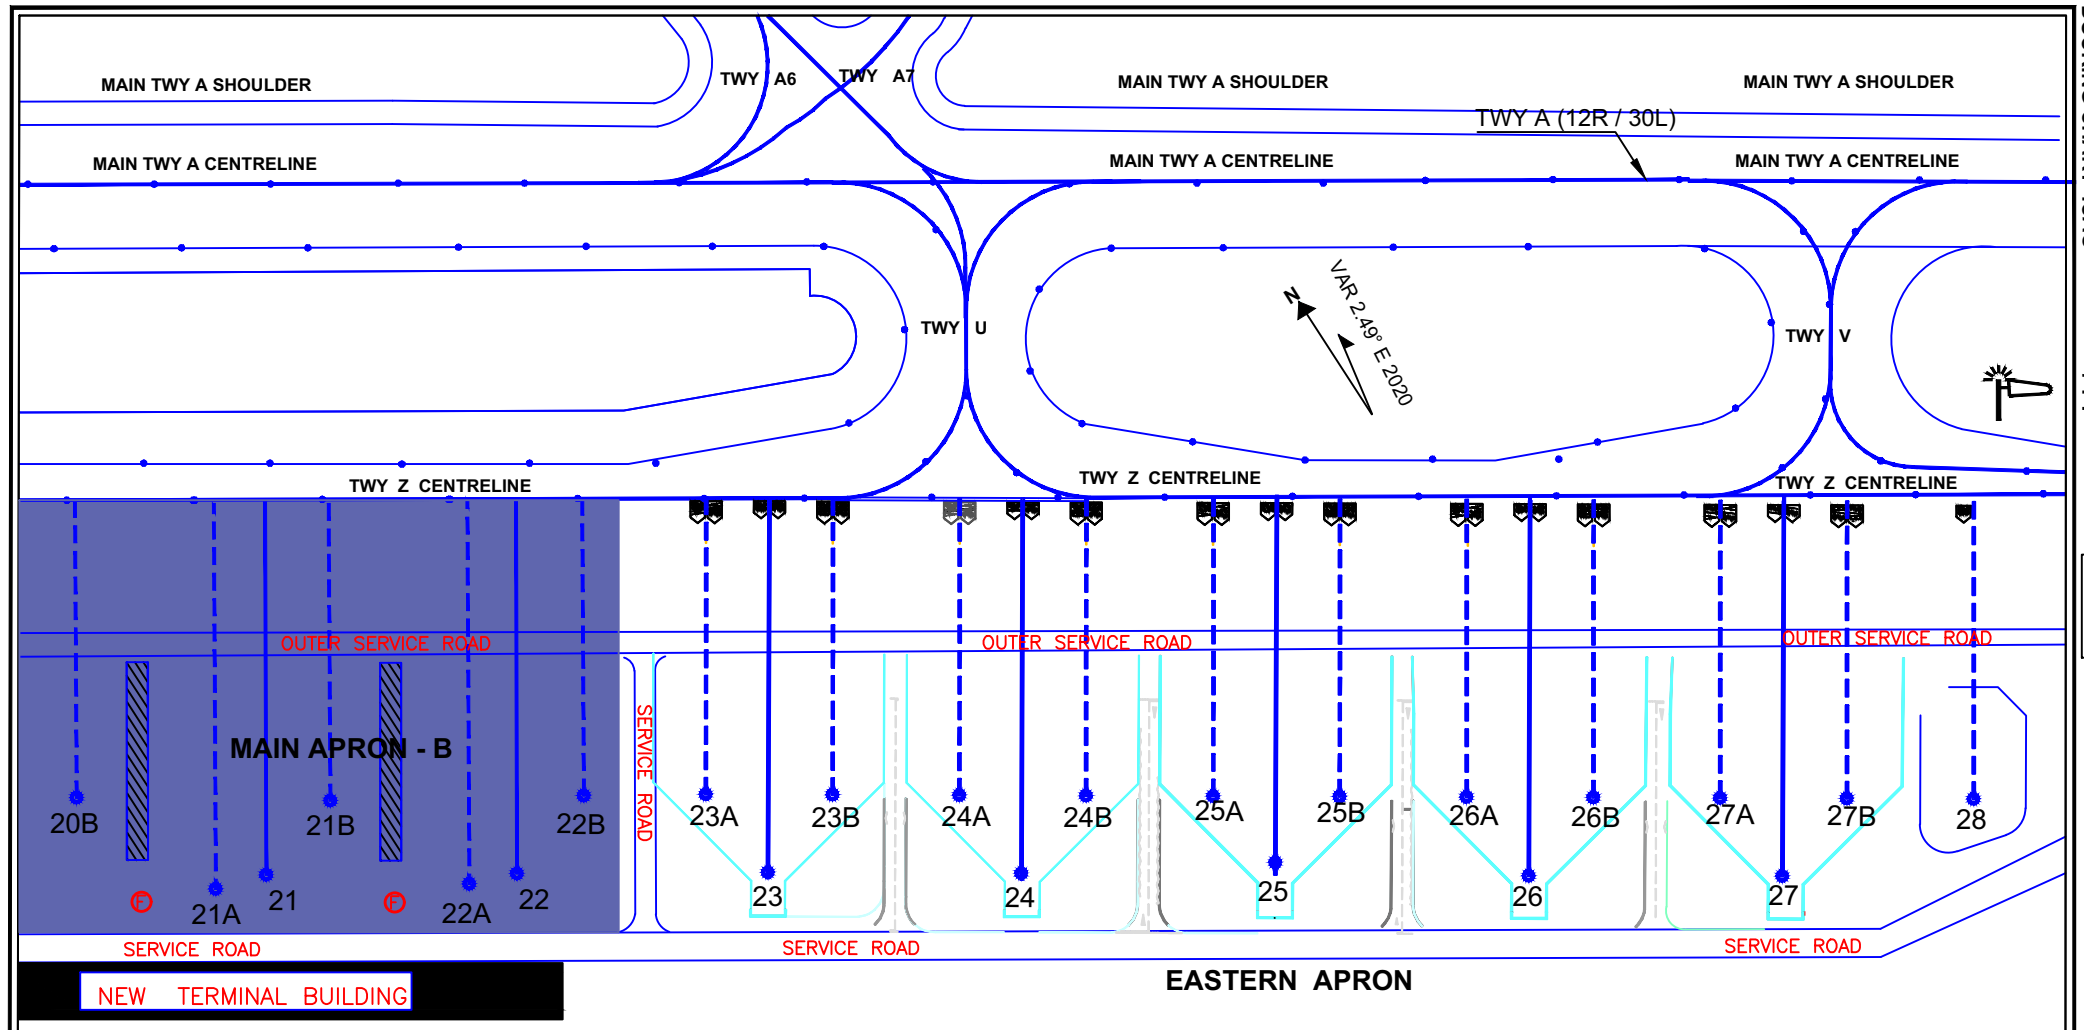 TWY A6
TWY A7
MAIN TWY A SHOULDER
MAIN TWY A SHOULDER
MAIN TWY A SHOULDER
TWY A (12R / 30L)
MAIN TWY A CENTRELINE
MAIN TWY A CENTRELINE
MAIN TWY A CENTRELINE
N
VAR 2.49° E 2020
TWY U
TWY V
TWY Z CENTRELINE
TWY Z CENTRELINE
TWY Z CENTRELINE
OUTER SERVICE ROAD
OUTER SERVICE ROAD
OUTER SERVICE ROAD
SERVICE ROAD
MAIN APRON - B
20B
21B
22B
23A
23B
24A
24B
25A
25B
26A
26B
27A
27B
28
F
21A
21
F
22A
22
23
24
25
26
27
SERVICE ROAD
SERVICE ROAD
SERVICE ROAD
NEW TERMINAL BUILDING
EASTERN APRON